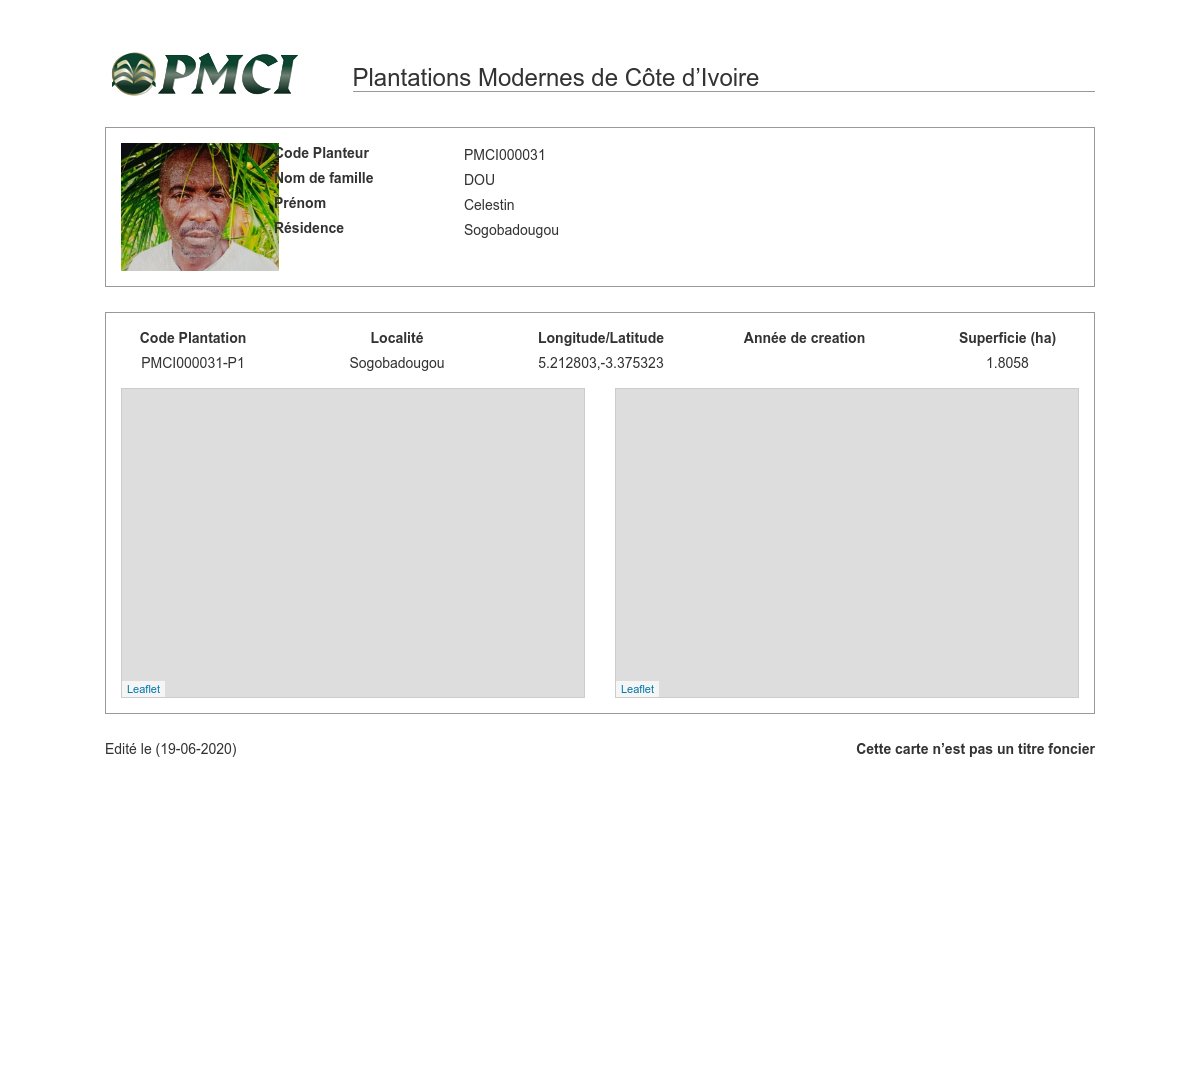 PMCI
Plantations Modernes de Côte d’Ivoire
Code Planteur PMCI000031
Nom de famille DOU
Prénom Celestin
Résidence Sogobadougou
Code Plantation Localité Longitude/Latitude Année de creation Superficie (ha)
PMCI000031-P1 Sogobadougou 5.212803,-3.375323 1.8058
Leaflet Leaflet
Edité le (19-06-2020) Cette carte n’est pas un titre foncier